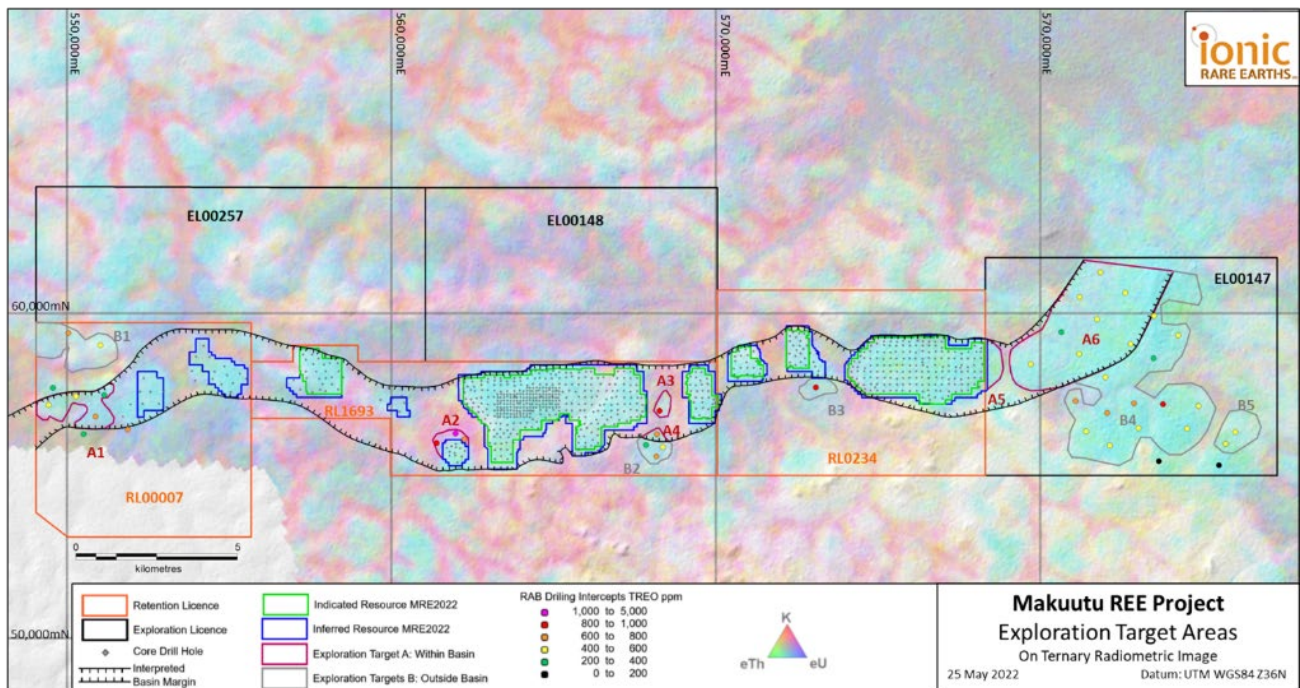 550,000mE
560,000mE
570,000mE
570,000mE
ionic
RARE EARTHS
EL00257
EL00148
EL00147
60,000mN
B1
A6
A3
RL1693
A2
A4
B3
A5
B4
B5
A1
B2
RL0234
RL00007
0 5
kilometres
50,000mN
Retention Licence
Exploration Licence
Core Drill Hole
Interpreted
Basin Margin
Indicated Resource MRE2022
Inferred Resource MRE2022
Exploration Target A: Within Basin
Exploration Targets B: Outside Basin
RAB Driling Intercepts TREO ppm
1,000 to 5,000
800 to 1,000
600 to 800
400 to 600
200 to 400
0 to 200
K
eTh eU
Makuutu REE Project
Exploration Target Areas
On Ternary Radiometric Image
25 May 2022 Datum: UTM WGS84 Z36N